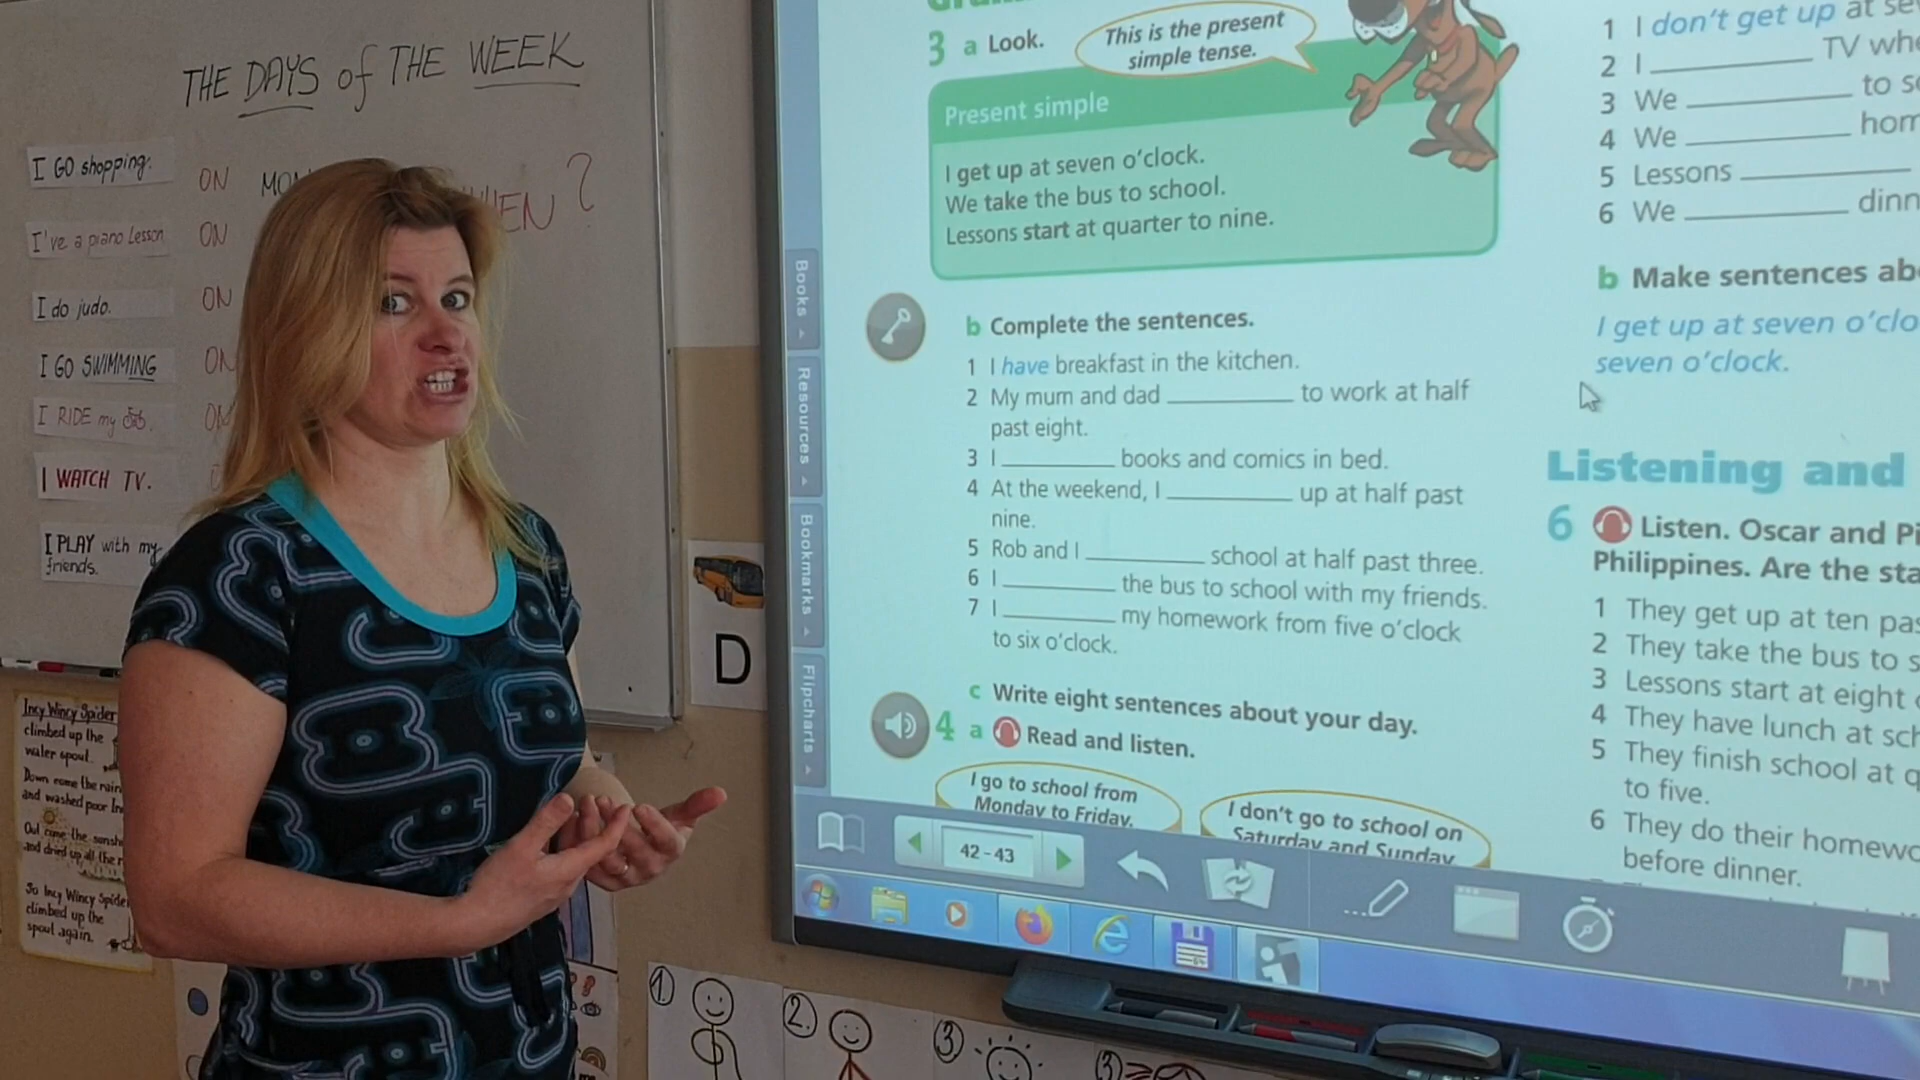 THE DAYS of THE WEEK
I GO shopping.
ON
I've a piano Lesson
ON
I do judo.
ON
I GO SWIMMING
ON
I RIDE my
I WATCH TV.
I PLAY with my
friends.
?
D
Incy Wincy Spider
climbed up the
water spout.
Down came the rain
and washed poor
Out came the
and dried up all the
So Incy Wincy
climbed up the
spout again.
1.
2.
3
3
3 a Look.
This is the present
simple tense.
Present simple
I get up at seven o'clock.
We take the bus to school.
Lessons start at quarter to nine.
b Complete the sentences.
1 I have breakfast in the kitchen.
2 My mum and dad ________ to work at half
past eight.
3 I ________ books and comics in bed.
4 At the weekend, I ________ up at half past
nine.
5 Rob and I ________ school at half past three.
6 I ________ the bus to school with my friends.
7 I ________ my homework from five o'clock
to six o'clock.
c Write eight sentences about your day.
4 a Read and listen.
I go to school from
Monday to Friday.
I don't go to school on
Saturday and Sunday
1 I don't get up at
2 I ________ TV
3 We ________ to
4 We ________
5 Lessons ________
6 We ________
b Make sentences
I get up at seven
seven o'clock.
Listening and
6 Listen. Oscar and
Philippines. Are the
1 They get up at ten
2 They take the bus to
3 Lessons start at eight
4 They have lunch at
5 They finish school at
to five.
6 They do their
before dinner.
Books
Resources
Bookmarks
Flipcharts
42-43